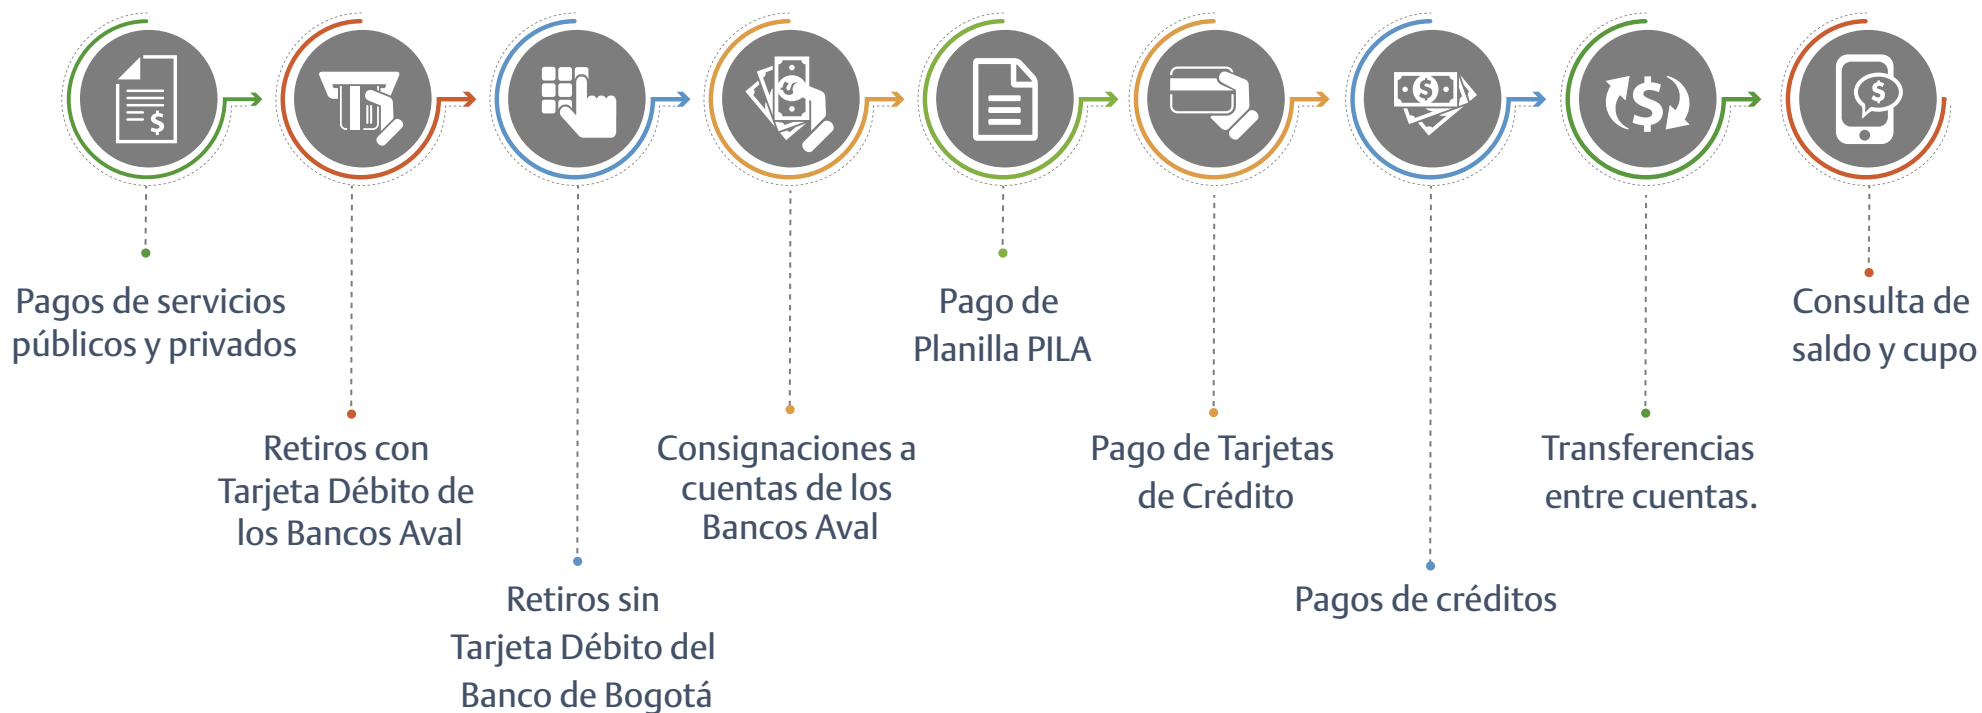 Pagos de servicios
públicos y privados
Retiros con
Tarjeta Débito de
los Bancos Aval
Retiros sin
Tarjeta Débito del
Banco de Bogotá
Consignaciones a
cuentas de los
Bancos Aval
Pago de
Planilla PILA
Pago de Tarjetas
de Crédito
Pagos de créditos
Transferencias
entre cuentas.
Consulta de
saldo y cupo